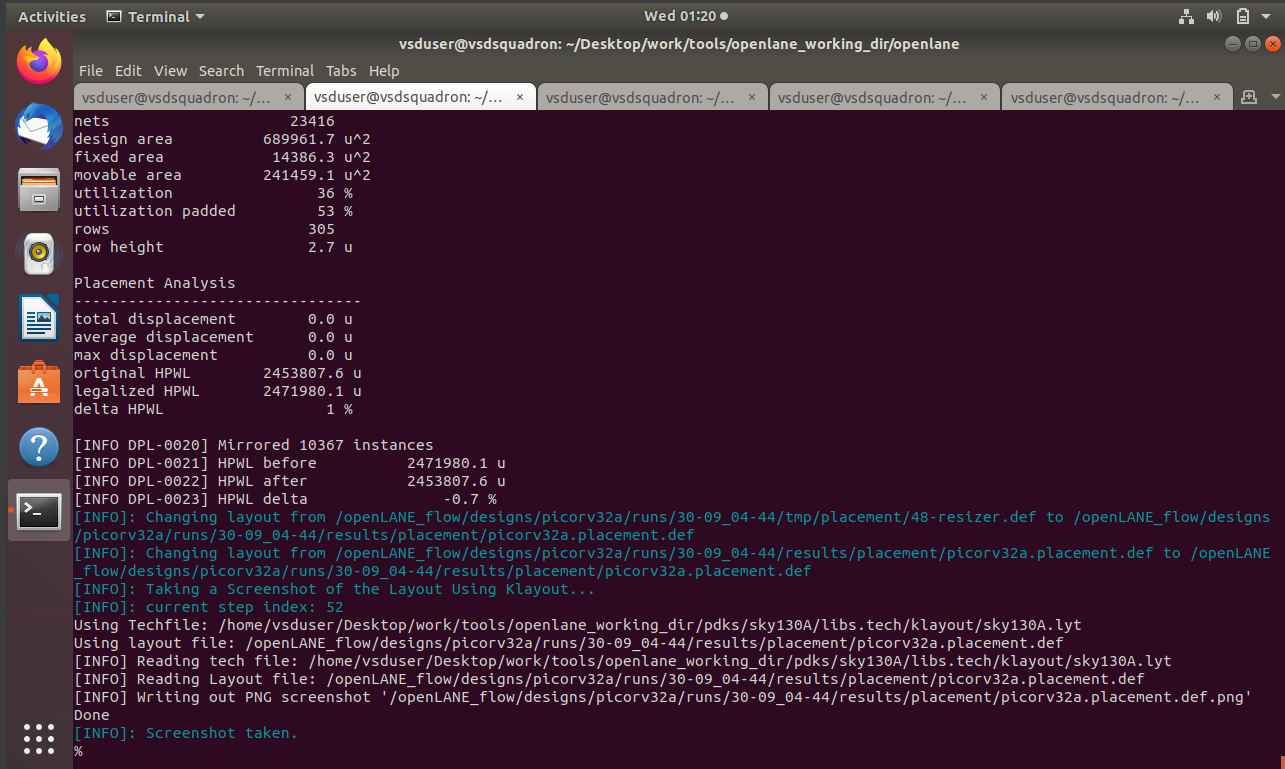 Activities Terminal Wed 01:20
vsduser@vsdsquadron: ~/Desktop/work/tools/openlane_working_dir/openlane
File Edit View Search Terminal Tabs Help
vsduser@vsdsquadron: ~/... × vsduser@vsdsquadron: ~/... × vsduser@vsdsquadron: ~/... × vsduser@vsdsquadron: ~/... × vsduser@vsdsquadron: ~/... ×
nets                    23416
design area          689961.7 u^2
fixed area            14386.3 u^2
movable area         241459.1 u^2
utilization                36 %
utilization padded         53 %
rows                      305
row height                2.7 u
Placement Analysis
--------------------------------
total displacement        0.0 u
average displacement      0.0 u
max displacement          0.0 u
original HPWL        2453807.6 u
legalized HPWL       2471980.1 u
delta HPWL                  1 %
[INFO DPL-0020] Mirrored 10367 instances
[INFO DPL-0021] HPWL before          2471980.1 u
[INFO DPL-0022] HPWL after           2453807.6 u
[INFO DPL-0023] HPWL delta               -0.7 %
[INFO]: Changing layout from /openLANE_flow/designs/picorv32a/runs/30-09_04-44/tmp/placement/48-resizer.def to /openLANE_flow/designs
/picorv32a/runs/30-09_04-44/results/placement/picorv32a.placement.def
[INFO]: Changing layout from /openLANE_flow/designs/picorv32a/runs/30-09_04-44/results/placement/picorv32a.placement.def to /openLANE
_flow/designs/picorv32a/runs/30-09_04-44/results/placement/picorv32a.placement.def
[INFO]: Taking a Screenshot of the Layout Using Klayout...
[INFO]: current step index: 52
Using Techfile: /home/vsduser/Desktop/work/tools/openlane_working_dir/pdks/sky130A/libs.tech/klayout/sky130A.lyt
Using layout file: /openLANE_flow/designs/picorv32a/runs/30-09_04-44/results/placement/picorv32a.placement.def
[INFO] Reading tech file: /home/vsduser/Desktop/work/tools/openlane_working_dir/pdks/sky130A/libs.tech/klayout/sky130A.lyt
[INFO] Reading Layout file: /openLANE_flow/designs/picorv32a/runs/30-09_04-44/results/placement/picorv32a.placement.def
[INFO] Writing out PNG screenshot '/openLANE_flow/designs/picorv32a/runs/30-09_04-44/results/placement/picorv32a.placement.def.png'
Done
[INFO]: Screenshot taken.
%